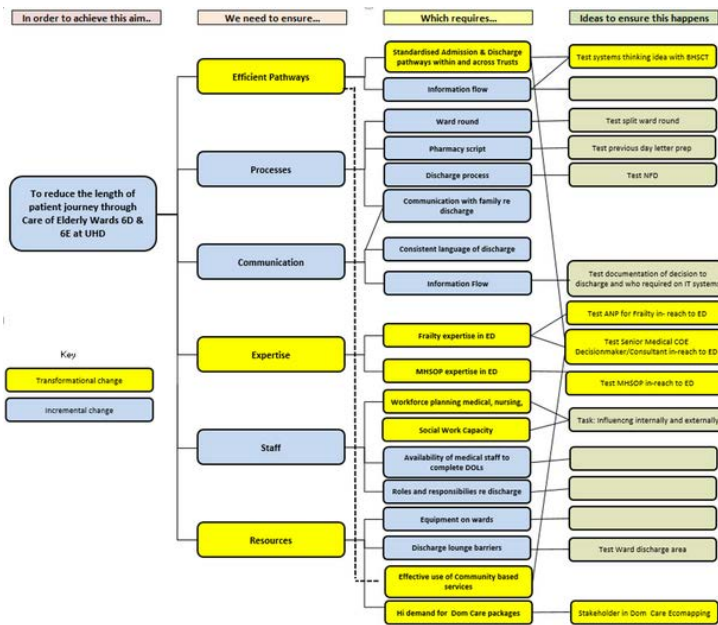 In order to achieve this aim..
We need to ensure..
Which requires...
Ideas to ensure this happens
To reduce the length of
patient journey through
Care of Elderly Wards 6D &
6E at UHD
Key
Transformational change
Incremental change
Efficient Pathways
Processes
Communication
Expertise
Staff
Resources
Standardised Admission & Discharge
pathways within and across Trusts
Information flow
Ward round
Pharmacy script
Discharge process
Communication with family re
discharge
Consistent language of discharge
Information Flow
Frailty expertise in ED
MHSOP expertise in ED
Workforce planning medical, nursing,
Social Work Capacity
Availability of medical staff to
complete DOLs
Roles and responsibilies re discharge
Equipment on wards
Discharge lounge barriers
Effective use of Community based
services
Hi demand for Dom Care packages
Test systems thinking idea with BHSCT
Test split ward round
Test previous day letter prep
Test NFD
Test documentation of decision to
discharge and who required on IT systems
Test ANP for Frailty in- reach to ED
Test Senior Medical COE
Decisionmaker/Consultant in-reach to ED
Test MHSOP in-reach to ED
Task: Influencng internally and externally
Test Ward discharge area
Stakeholder in Dom Care Ecomapping